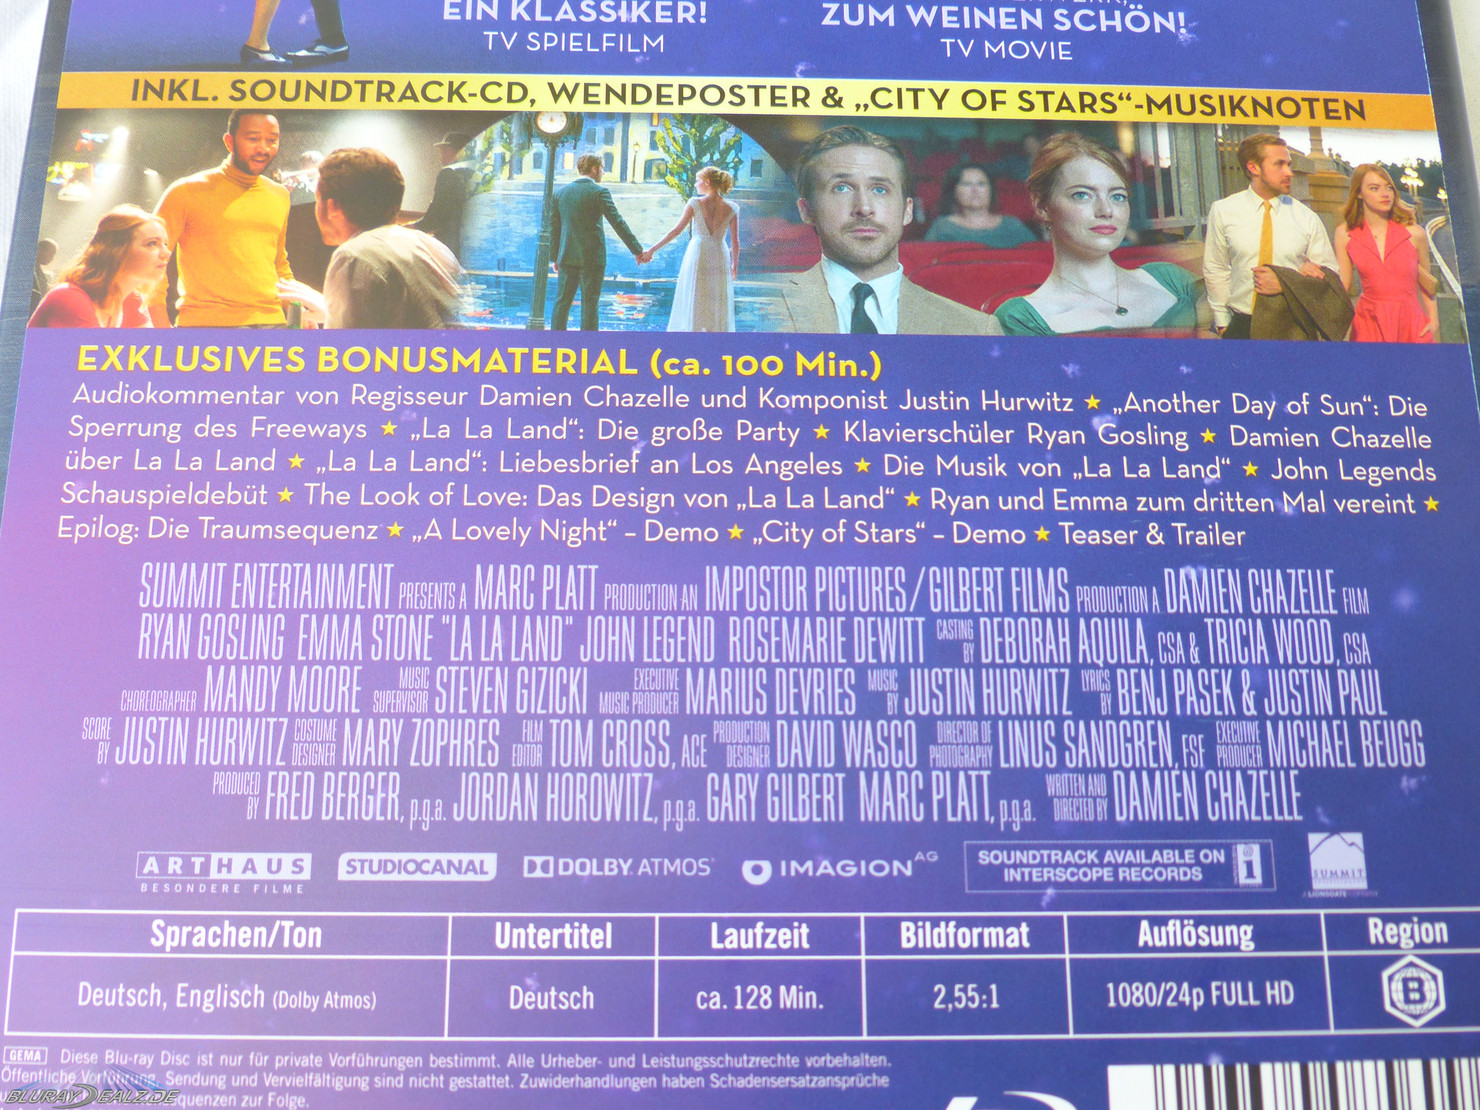 EIN KLASSIKER!
TV SPIELFILM
ZUM WEINEN SCHÖN!
TV MOVIE
INKL. SOUNDTRACK-CD, WENDEPOSTER & „CITY OF STARS“-MUSIKNOTEN
EXKLUSIVES BONUSMATERIAL (ca. 100 Min.)
Audiokommentar von Regisseur Damien Chazelle und Komponist Justin Hurwitz ★ „Another Day of Sun“: Die
Sperrung des Freeways ★ „La La Land“: Die große Party ★ Klavierschüler Ryan Gosling ★ Damien Chazelle
über La La Land ★ „La La Land“: Liebesbrief an Los Angeles ★ Die Musik von „La La Land“ ★ John Legends
Schauspieldebüt ★ The Look of Love: Das Design von „La La Land“ ★ Ryan und Emma zum dritten Mal vereint ★
Epilog: Die Traumsequenz ★ „A Lovely Night“ – Demo ★ „City of Stars“ – Demo ★ Teaser & Trailer
SUMMIT ENTERTAINMENT PRESENTS A MARC PLATT PRODUCTION AN IMPOSTOR PICTURES / GILBERT FILMS PRODUCTION A DAMIEN CHAZELLE FILM
RYAN GOSLING EMMA STONE "LA LA LAND" JOHN LEGEND ROSEMARIE DEWITT CASTING BY DEBORAH AQUILA, CSA & TRICIA WOOD, CSA
CHOREOGRAPHER MANDY MOORE MUSIC SUPERVISOR STEVEN GIZICKI EXECUTIVE MUSIC PRODUCER MARIUS DEVRIES MUSIC BY JUSTIN HURWITZ LYRICS BY BENJ PASEK & JUSTIN PAUL
SCORE BY JUSTIN HURWITZ COSTUME DESIGNER MARY ZOPHRES FILM EDITOR TOM CROSS, ACE PRODUCTION DESIGNER DAVID WASCO DIRECTOR OF PHOTOGRAPHY LINUS SANDGREN, FSF EXECUTIVE PRODUCER MICHAEL BEUGG
PRODUCED BY FRED BERGER, p.g.a. JORDAN HOROWITZ, p.g.a. GARY GILBERT MARC PLATT, p.g.a. WRITTEN AND DIRECTED BY DAMIEN CHAZELLE
ARTHAUS
BESONDERE FILME
STUDIOCANAL
DOLBY ATMOS
IMAGION AG
SOUNDTRACK AVAILABLE ON
INTERSCOPE RECORDS
SUMMIT
Sprachen/Ton Untertitel Laufzeit Bildformat Auflösung Region
Deutsch, Englisch (Dolby Atmos) Deutsch ca. 128 Min. 2,55:1 1080/24p FULL HD B
GEMA Diese Blu-ray Disc ist nur für private Vorführungen bestimmt. Alle Urheber- und Leistungsschutzrechte vorbehalten.
Öffentliche Vorführung, Sendung und Vervielfältigung sind nicht gestattet. Zuwiderhandlungen haben Schadensersatzansprüche
zur Folge.
BLURAYDEALZ.DE